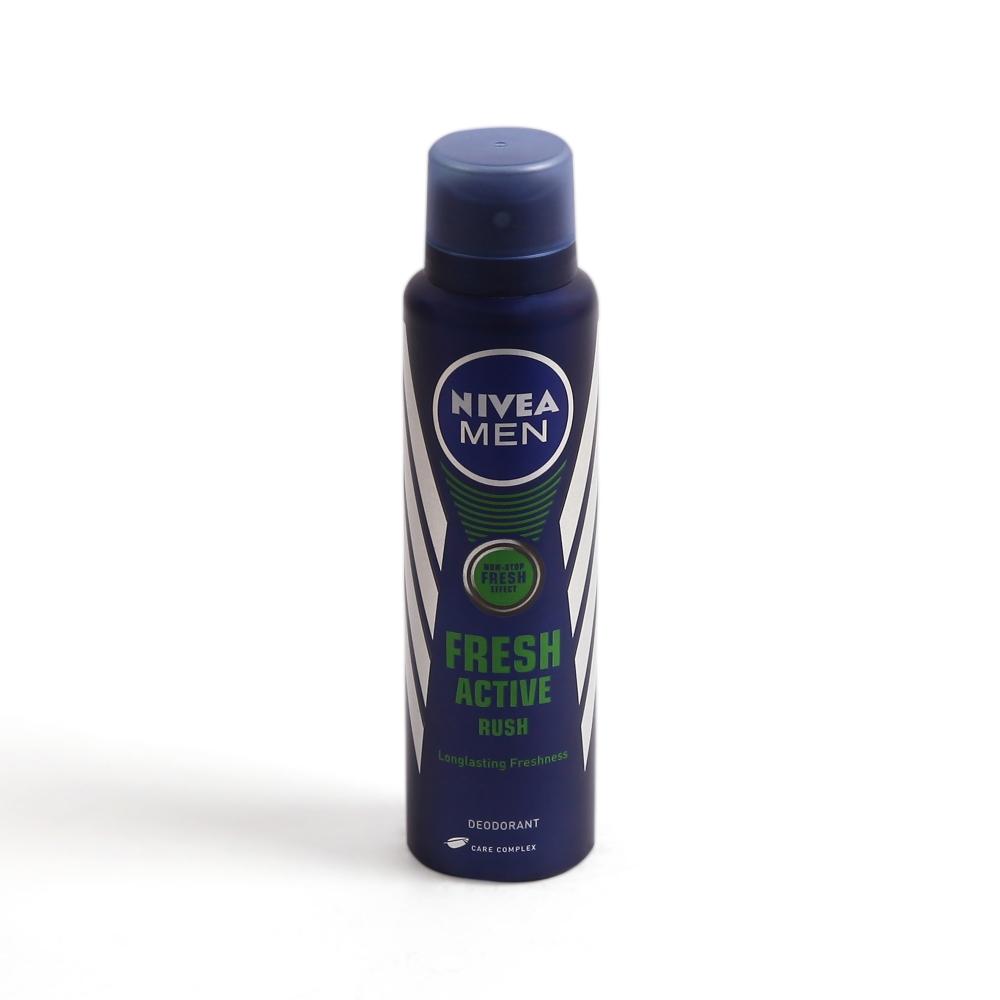 NIVEA
MEN
NON-STOP
FRESH
EFFECT
FRESH
ACTIVE
RUSH
Longlasting Freshness
DEODORANT
CARE COMPLEX